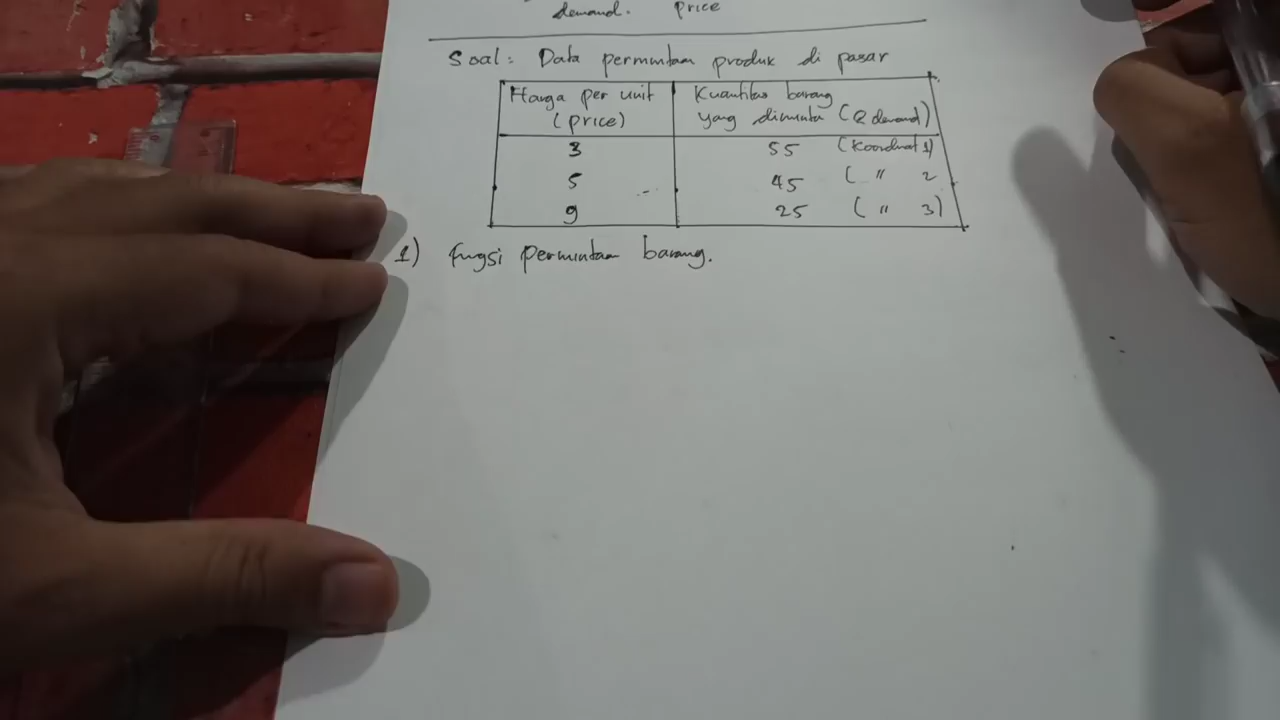 demand. price
Soal: Data permintaan produk di pasar
Harga per unit (price)
Kuantitas barang yang diminta (Q demand)
3 55 (Koordinat 1)
5 45 ( " 2
9 25 ( " 3)
1) fugsi permintaan barang.